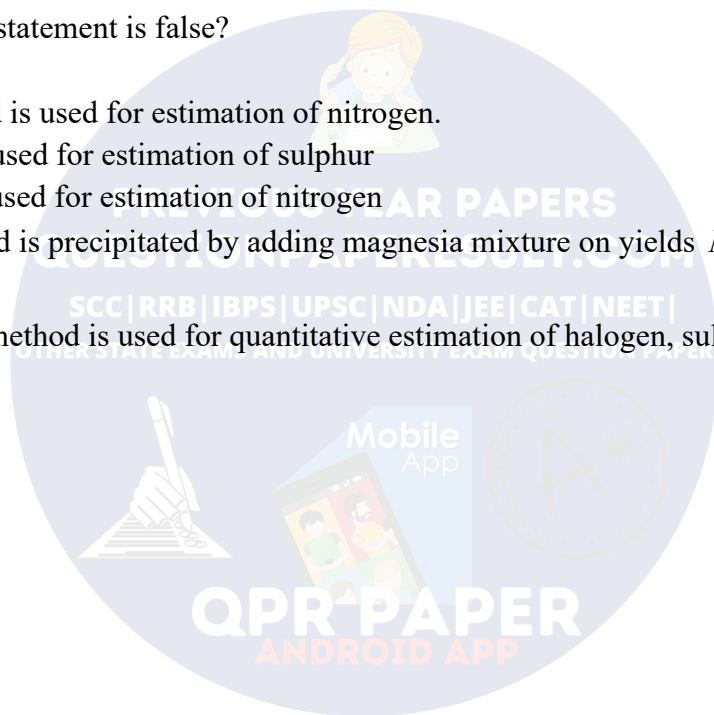 statement is false?
is used for estimation of nitrogen.
used for estimation of sulphur
used for estimation of nitrogen
PREVIOUS YEAR PAPERS
is precipitated by adding magnesia mixture on yields
QUESTIONPAPERESULT.COM
SCC|RRB|IBPS|UPSC|NDA|JEE|CAT|NEET|
method is used for quantitative estimation of halogen,
OTHER STATE EXAMS AND UNIVERSITY EXAM QUESTION PAPER
Mobile
App
A+
QPR PAPER
ANDROID APP